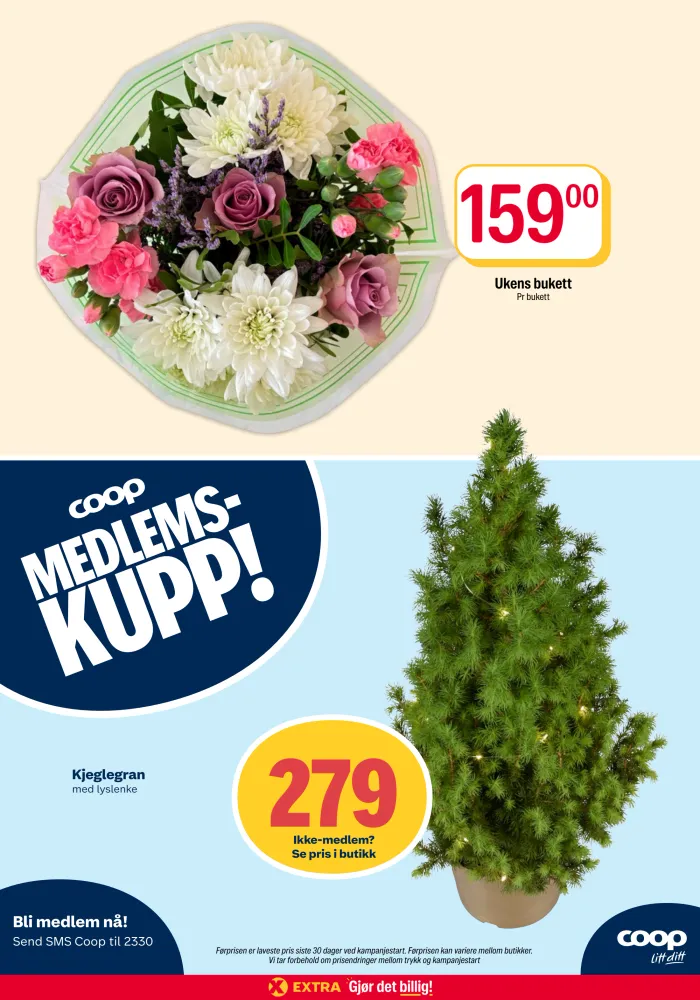 159 00
Ukens bukett
Pr bukett
coop
MEDLEMS-
KUPP!
Kjeglegran
med lyslenke
279
Ikke-medlem?
Se pris i butikk
Bli medlem nå!
Send SMS Coop til 2330
Førprisen er laveste pris siste 30 dager ved kampanjestart. Førprisen kan variere mellom butikker.
Vi tar forbehold om prisendringer mellom trykk og kampanjestart
coop
litt ditt
X EXTRA Gjør det billig!